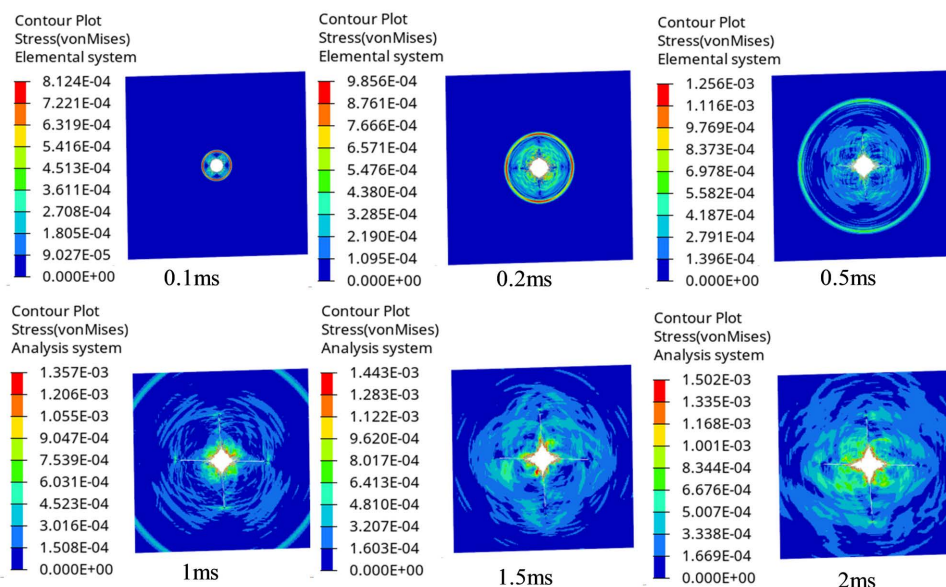 Contour Plot
Stress(vonMises)
Elemental system
8.124E-04
7.221E-04
6.319E-04
5.416E-04
4.513E-04
3.611E-04
2.708E-04
1.805E-04
9.027E-05
0.000E+00
0.1ms
Contour Plot
Stress(vonMises)
Elemental system
9.856E-04
8.761E-04
7.666E-04
6.571E-04
5.476E-04
4.380E-04
3.285E-04
2.190E-04
1.095E-04
0.000E+00
0.2ms
Contour Plot
Stress(vonMises)
Elemental system
1.256E-03
1.116E-03
9.769E-04
8.373E-04
6.978E-04
5.582E-04
4.187E-04
2.791E-04
1.396E-04
0.000E+00
0.5ms
Contour Plot
Stress(vonMises)
Analysis system
1.357E-03
1.206E-03
1.055E-03
9.047E-04
7.539E-04
6.031E-04
4.523E-04
3.016E-04
1.508E-04
0.000E+00
1ms
Contour Plot
Stress(vonMises)
Analysis system
1.443E-03
1.283E-03
1.122E-03
9.620E-04
8.017E-04
6.413E-04
4.810E-04
3.207E-04
1.603E-04
0.000E+00
1.5ms
Contour Plot
Stress(vonMises)
Analysis system
1.502E-03
1.335E-03
1.168E-03
1.001E-03
8.344E-04
6.676E-04
5.007E-04
3.338E-04
1.669E-04
0.000E+00
2ms